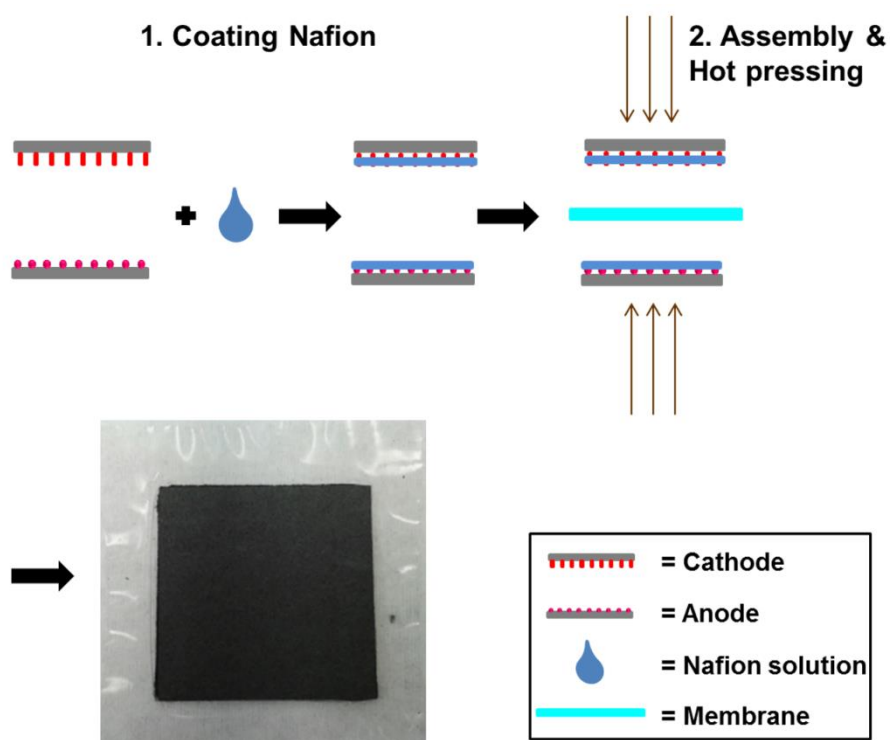 1. Coating Nafion
2. Assembly &
Hot pressing
= Cathode
= Anode
= Nafion solution
= Membrane